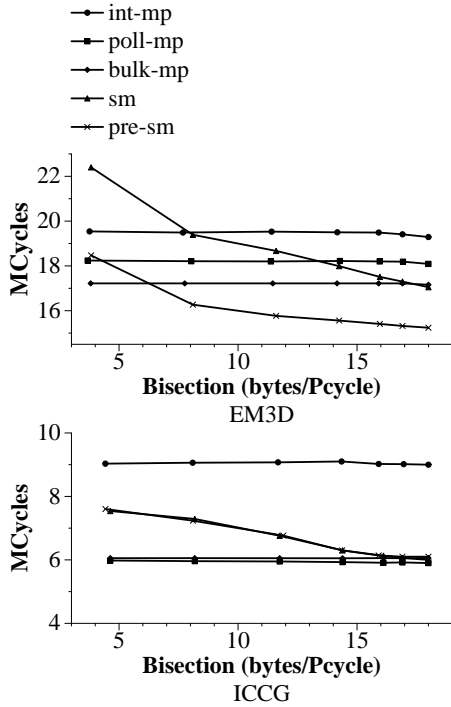 int-mp
poll-mp
bulk-mp
sm
pre-sm
22
20
18
16
MCycles
5 10 15
Bisection (bytes/Pcycle)
EM3D
10
8
6
4
MCycles
5 10 15
Bisection (bytes/Pcycle)
ICCG